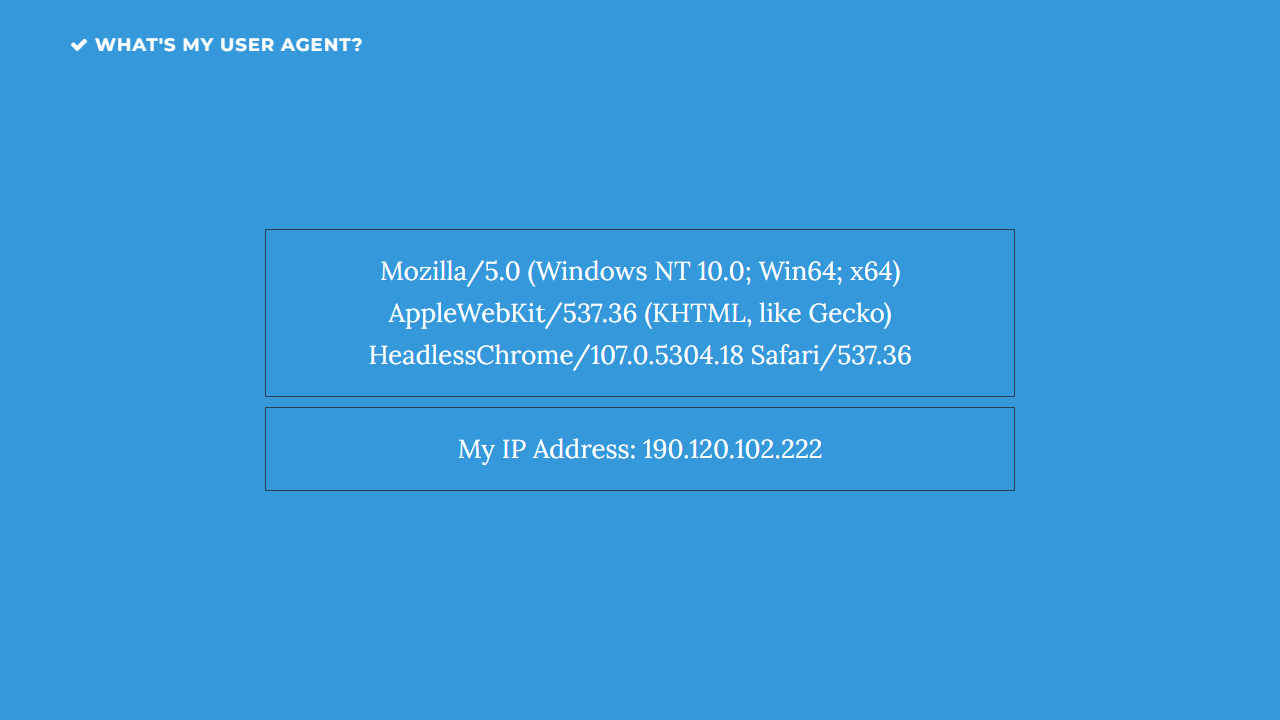 WHAT'S MY USER AGENT?
Mozilla/5.0 (Windows NT 10.0; Win64; x64)
AppleWebKit/537.36 (KHTML, like Gecko)
HeadlessChrome/107.0.5304.18 Safari/537.36
My IP Address: 190.120.102.222